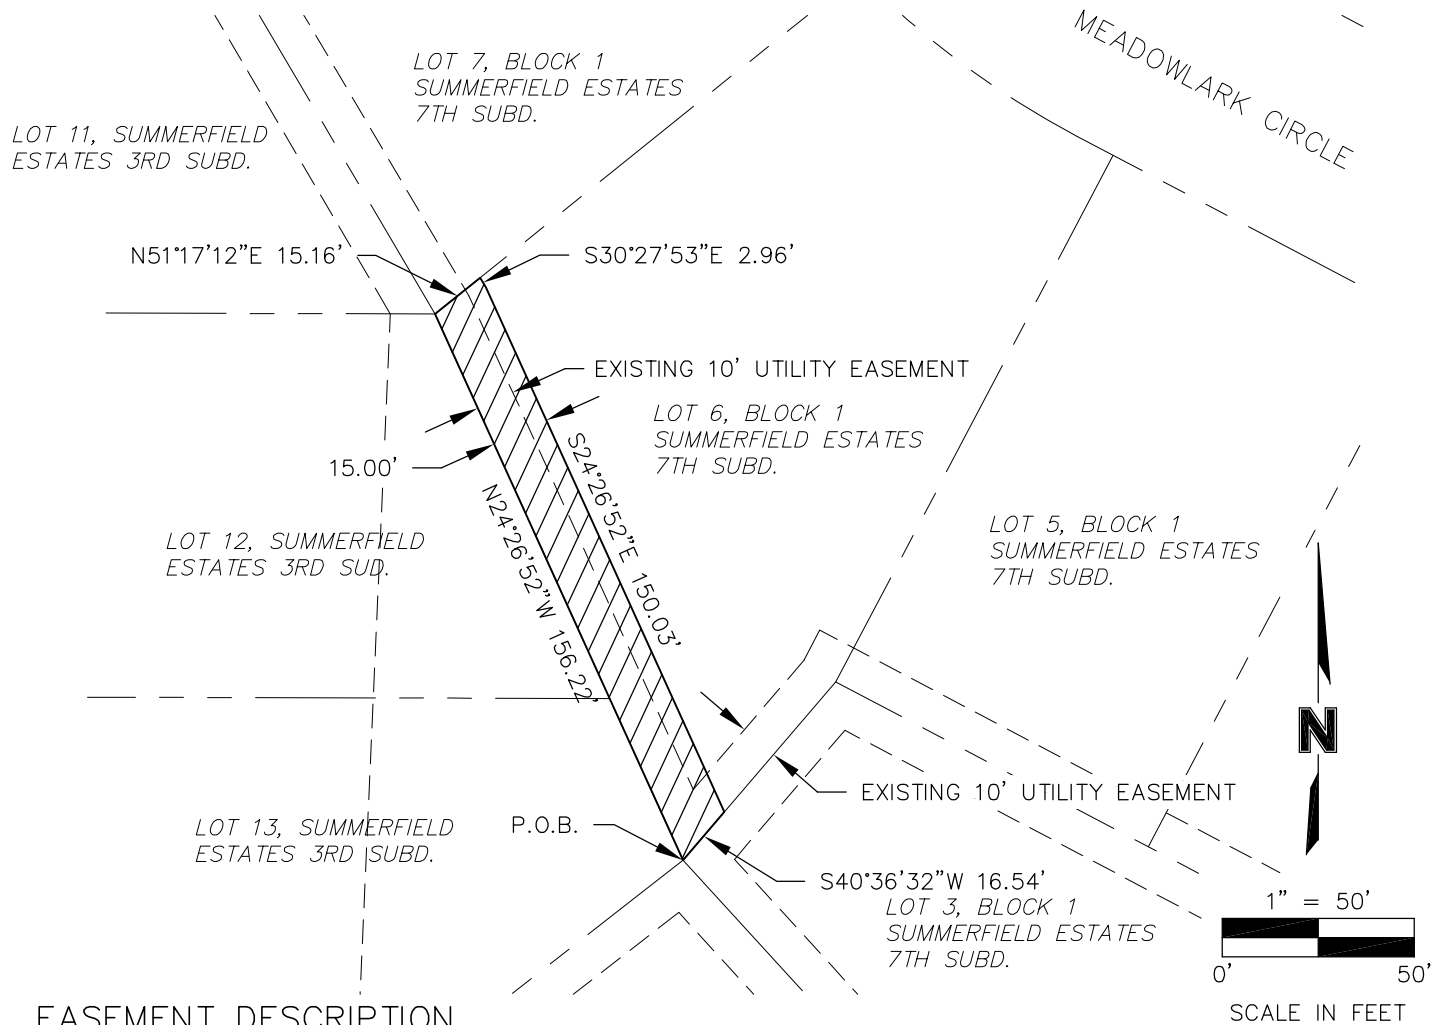 MEADOWLARK CIRCLE
LOT 7, BLOCK 1
SUMMERFIELD ESTATES
7TH SUBD.
LOT 11, SUMMERFIELD
ESTATES 3RD SUBD.
N51°17'12"E 15.16'
S30°27'53"E 2.96'
EXISTING 10' UTILITY EASEMENT
LOT 6, BLOCK 1
SUMMERFIELD ESTATES
7TH SUBD.
15.00'
S24°26'52"E 150.03'
N24°26'52"W 156.22'
LOT 12, SUMMERFIELD
ESTATES 3RD SUD.
LOT 5, BLOCK 1
SUMMERFIELD ESTATES
7TH SUBD.
N
EXISTING 10' UTILITY EASEMENT
LOT 13, SUMMERFIELD
ESTATES 3RD SUBD.
P.O.B.
S40°36'32"W 16.54'
LOT 3, BLOCK 1
SUMMERFIELD ESTATES
7TH SUBD.
1" = 50'
0' 50'
SCALE IN FEET
EASEMENT DESCRIPTION